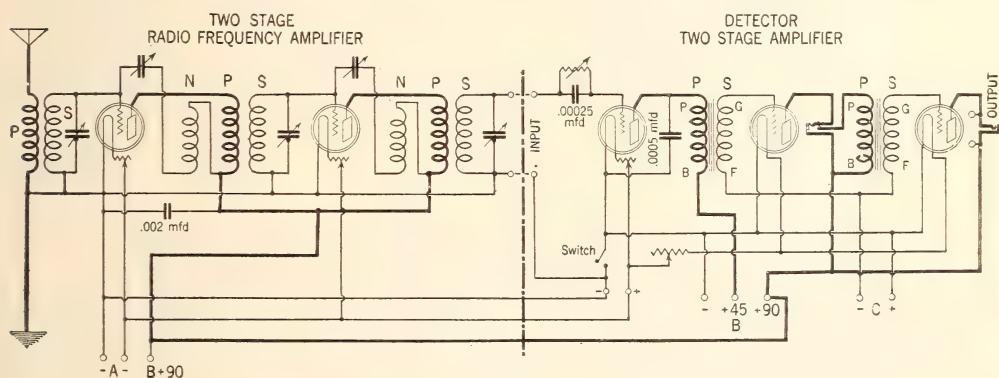 TWO STAGE
RADIO FREQUENCY AMPLIFIER
DETECTOR
TWO STAGE AMPLIFIER
P
S
N
P
S
N
P
S
INPUT
.00025
mfd
.0005 mfd
P
S
P
G
B
F
P
S
P
G
B
F
OUTPUT
.002 mfd
Switch
- +
- +45 +90
B
- C +
- A - B+90